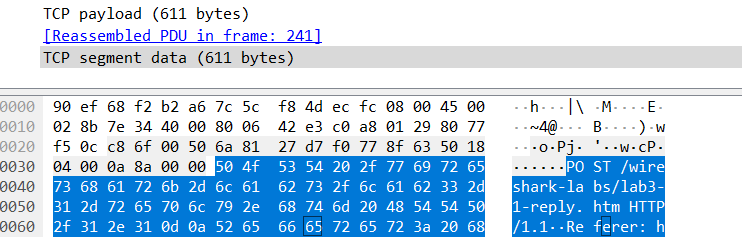 TCP payload (611 bytes)
[Reassembled PDU in frame: 241]
TCP segment data (611 bytes)
0000 90 ef 68 f2 b2 a6 7c 5c f8 4d ec fc 08 00 45 00 ··h···|\ ·M····E·
0010 02 8b 7e 34 40 00 80 06 42 e3 c0 a8 01 29 80 77 ··~4@··· B····)·w
0020 f5 0c c8 6f 00 50 6a 81 27 d7 f0 77 8f 63 50 18 ···o·Pj· '··w·cP·
0030 04 00 0a 8a 00 00 50 4f 53 54 20 2f 77 69 72 65 ······PO ST /wire
0040 73 68 61 72 6b 2d 6c 61 62 73 2f 6c 61 62 33 2d shark-la bs/lab3-
0050 31 2d 72 65 70 6c 79 2e 68 74 6d 20 48 54 54 50 1-reply. htm HTTP
0060 2f 31 2e 31 0d 0a 52 65 66 65 72 65 72 3a 20 68 /1.1··Re ferer: h